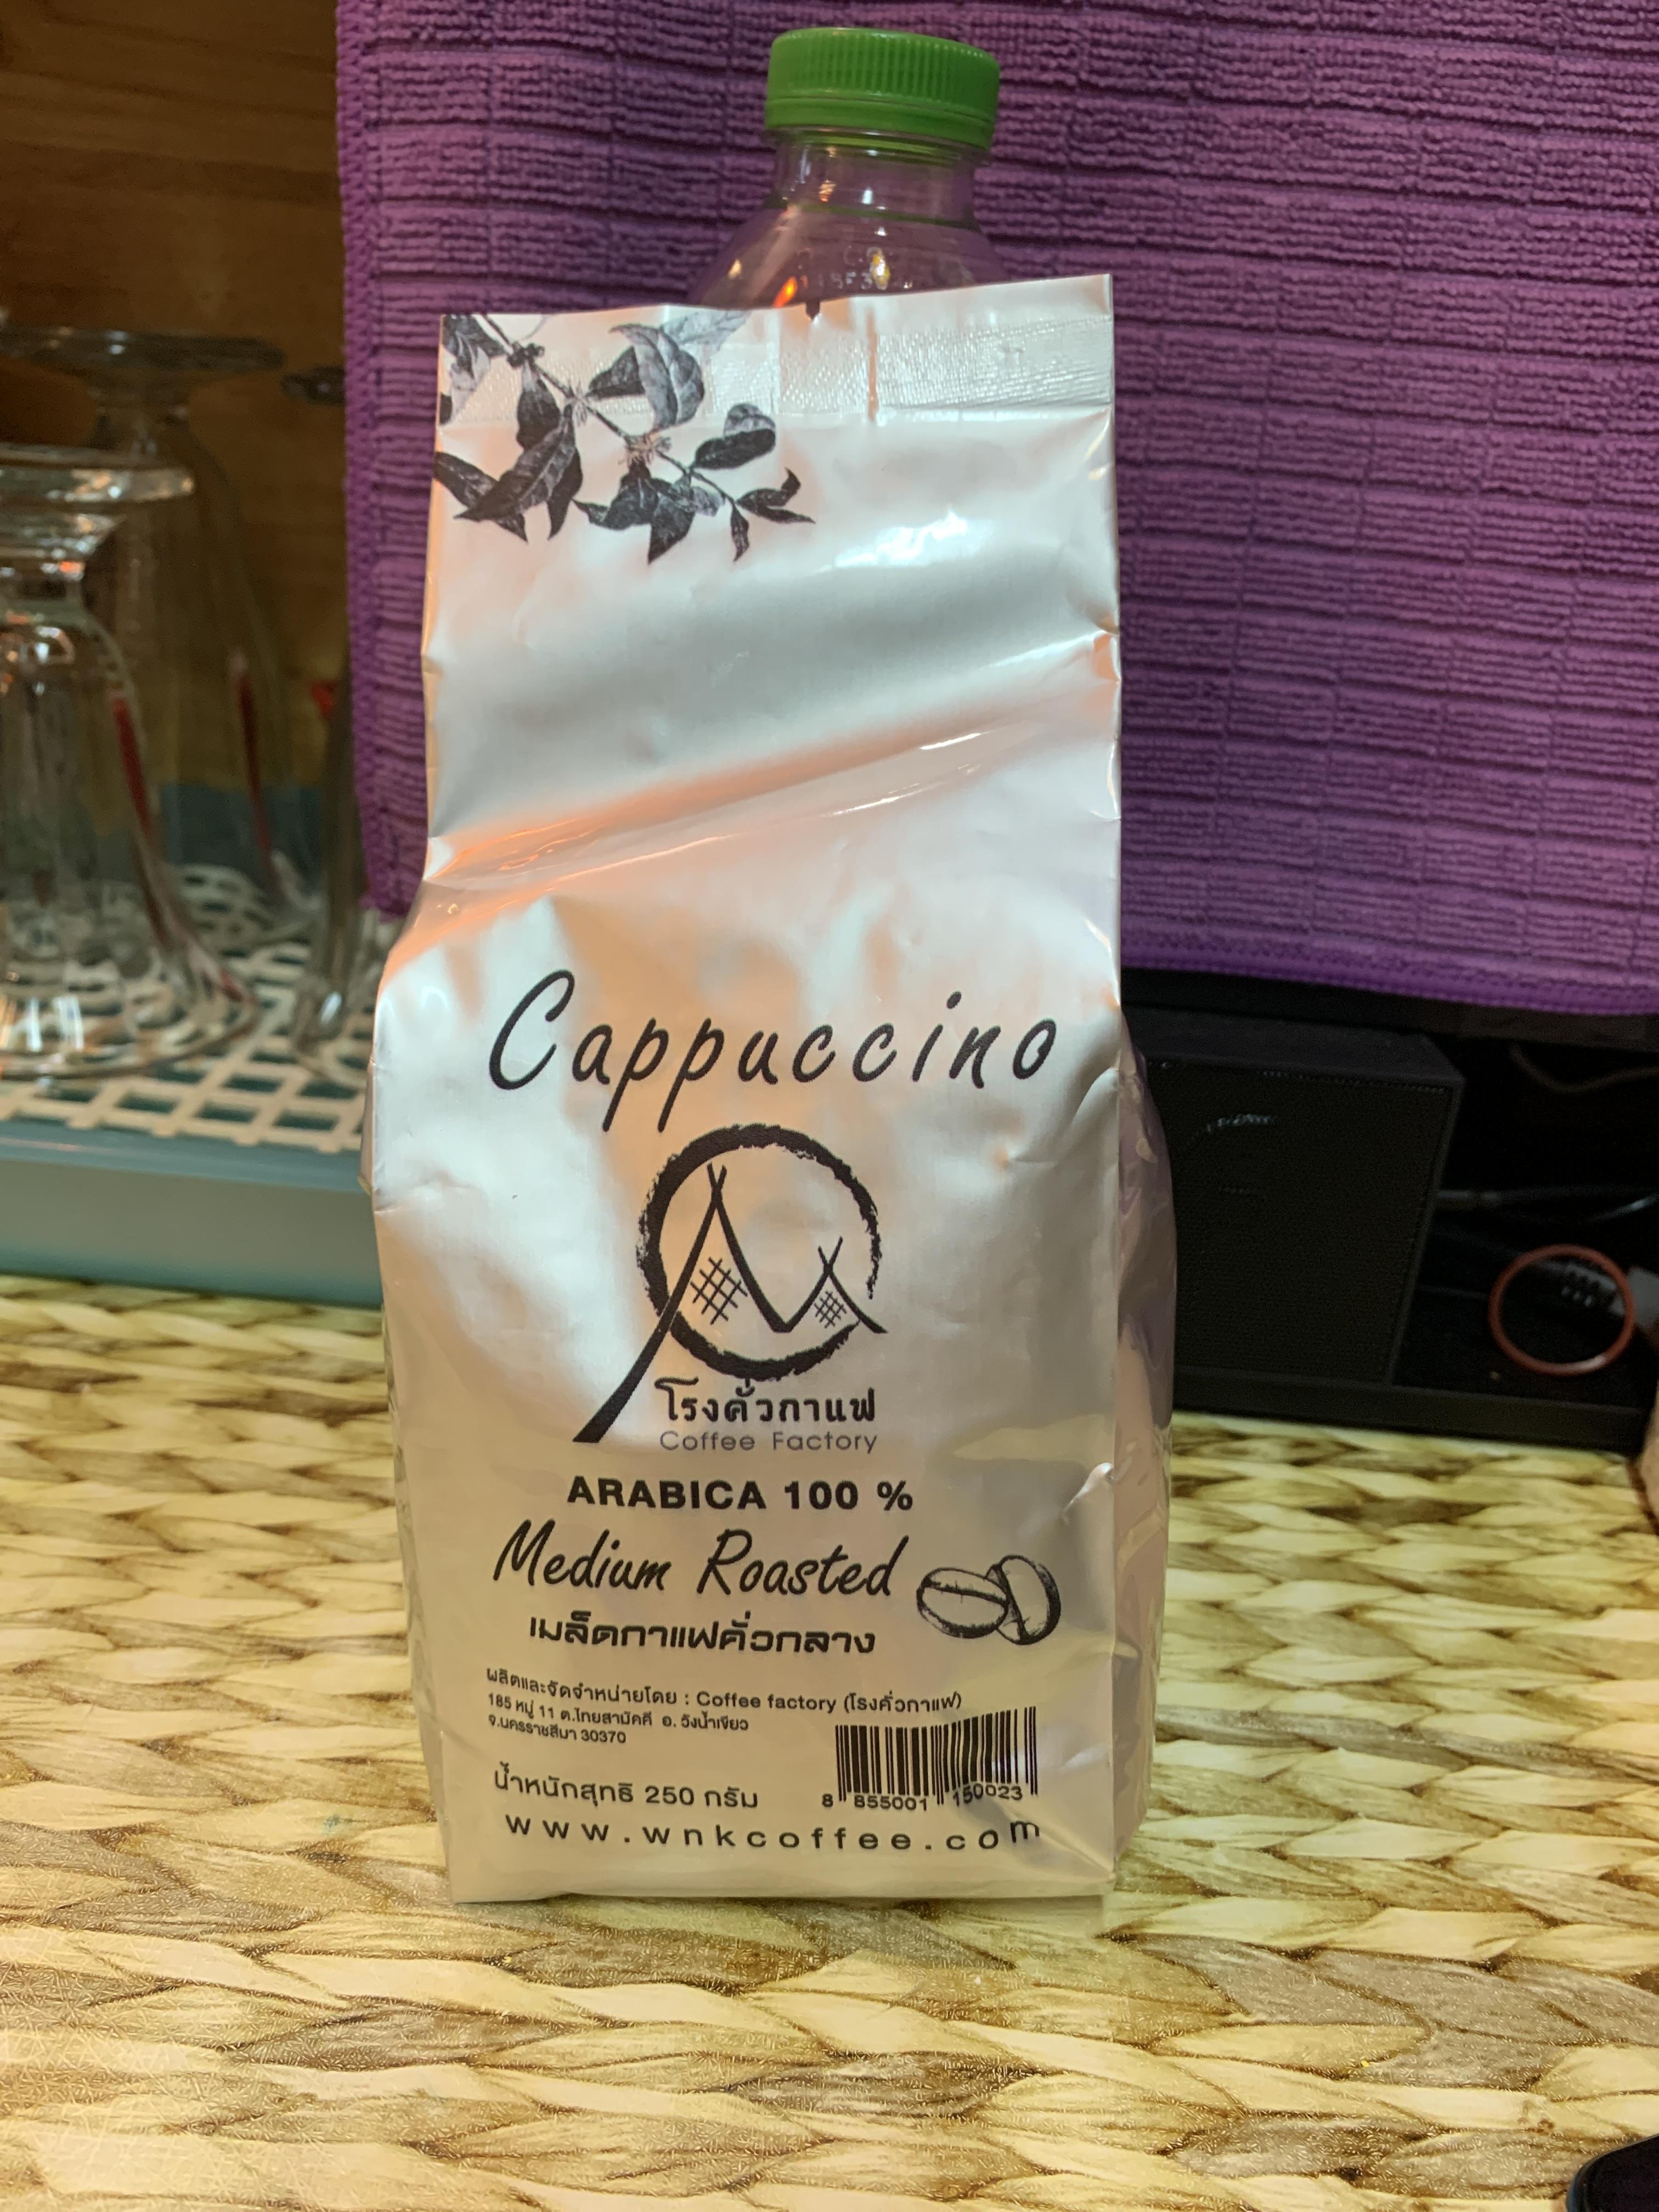 Cappuccino
โรงคั่วกาแฟ
Coffee Factory
ARABICA 100 %
Medium Roasted
เมล็ดกาแฟคั่วกลาง
ผลิตและจัดจำหน่ายโดย : Coffee factory (โรงคั่วกาแฟ)
185 หมู่ 11 ต.ไทยสามัคคี อ. วังน้ำเขียว
จ.นครราชสีมา 30370
น้ำหนักสุทธิ 250 กรัม
8 855001 150023
www.wnkcoffee.com